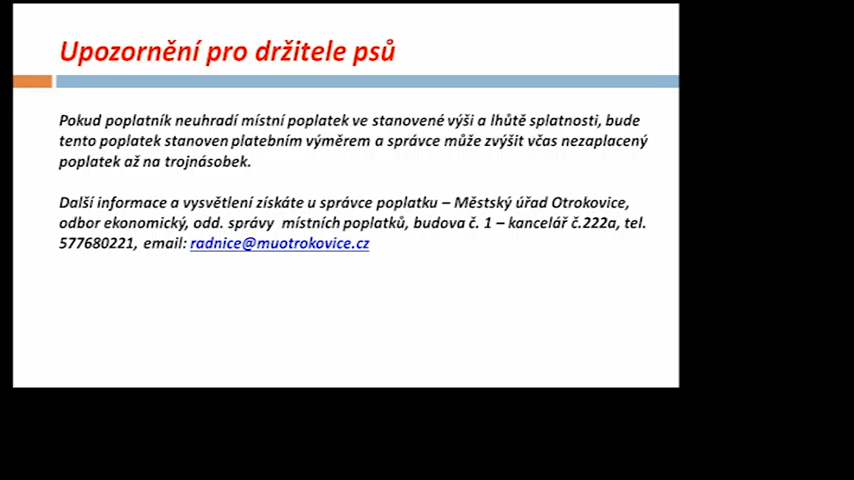 Upozornění pro držitele psů
Pokud poplatník neuhradí místní poplatek ve stanovené výši a lhůtě splatnosti, bude
tento poplatek stanoven platebním výměrem a správce může zvýšit včas nezaplacený
poplatek až na trojnásobek.
Další informace a vysvětlení získáte u správce poplatku – Městský úřad Otrokovice,
odbor ekonomický, odd. správy místních poplatků, budova č. 1 – kancelář č.222a, tel.
577680221, email: radnice@muotrokovice.cz